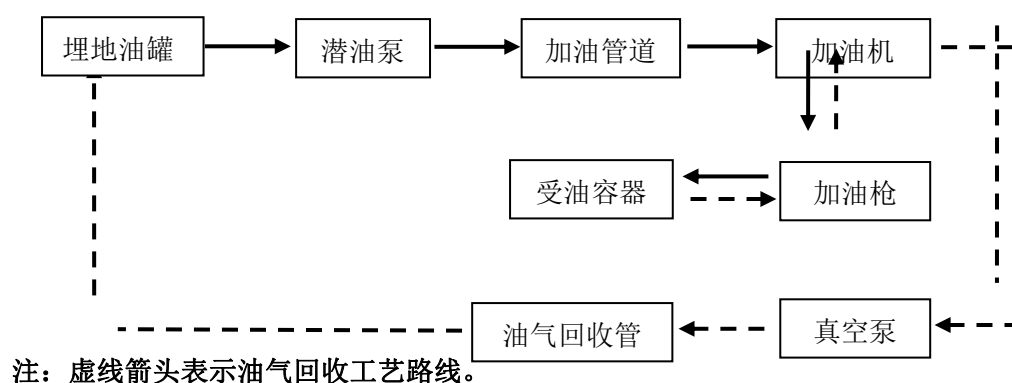 埋地油罐 潜油泵 加油管道 加油机
受油容器 加油枪
油气回收管 真空泵
注：虚线箭头表示油气回收工艺路线。